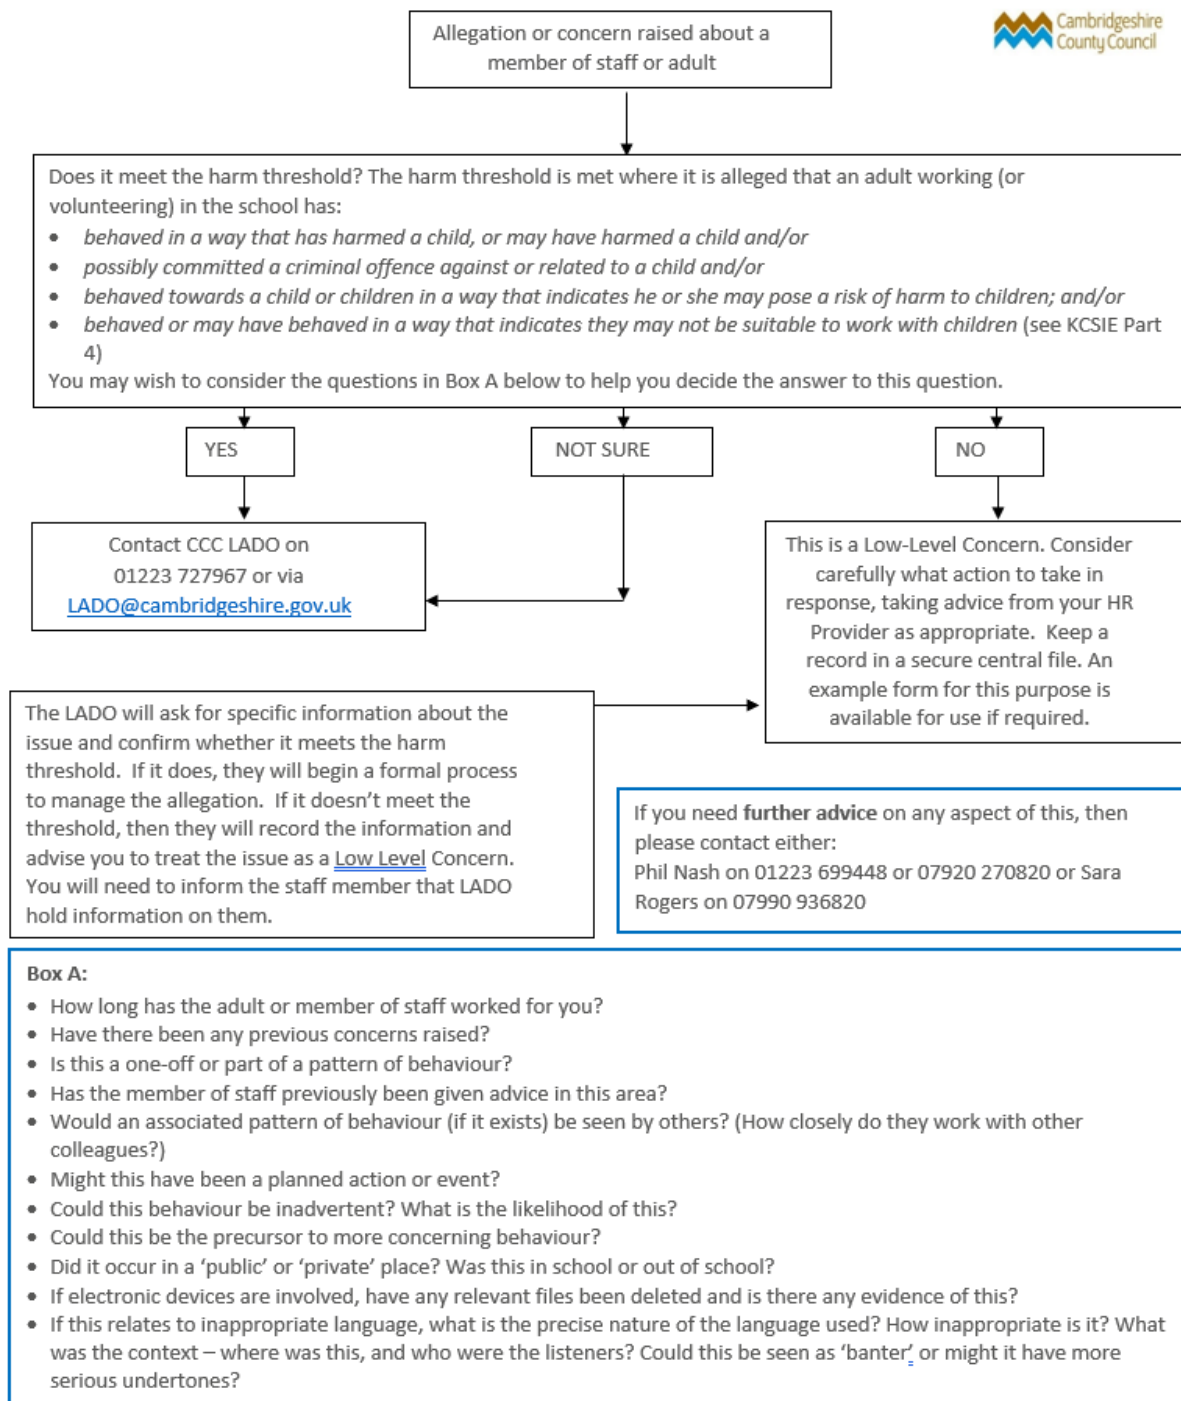 Allegation or concern raised about a
member of staff or adult
Cambridgeshire
County Council
Does it meet the harm threshold? The harm threshold is met where it is alleged that an adult working (or
volunteering) in the school has:
• behaved in a way that has harmed a child, or may have harmed a child and/or
• possibly committed a criminal offence against or related to a child and/or
• behaved towards a child or children in a way that indicates he or she may pose a risk of harm to children; and/or
• behaved or may have behaved in a way that indicates they may not be suitable to work with children (see KCSIE Part
4)
You may wish to consider the questions in Box A below to help you decide the answer to this question.
YES
NOT SURE
NO
Contact CCC LADO on
01223 727967 or via
LADO@cambridgeshire.gov.uk
This is a Low-Level Concern. Consider
carefully what action to take in
response, taking advice from your HR
Provider as appropriate. Keep a
record in a secure central file. An
example form for this purpose is
available for use if required.
The LADO will ask for specific information about the
issue and confirm whether it meets the harm
threshold. If it does, they will begin a formal process
to manage the allegation. If it doesn't meet the
threshold, then they will record the information and
advise you to treat the issue as a Low Level Concern.
You will need to inform the staff member that LADO
hold information on them.
If you need further advice on any aspect of this, then
please contact either:
Phil Nash on 01223 699448 or 07920 270820 or Sara
Rogers on 07990 936820
Box A:
• How long has the adult or member of staff worked for you?
• Have there been any previous concerns raised?
• Is this a one-off or part of a pattern of behaviour?
• Has the member of staff previously been given advice in this area?
• Would an associated pattern of behaviour (if it exists) be seen by others? (How closely do they work with other
colleagues?)
• Might this have been a planned action or event?
• Could this behaviour be inadvertent? What is the likelihood of this?
• Could this be the precursor to more concerning behaviour?
• Did it occur in a ‘public’ or ‘private’ place? Was this in school or out of school?
• If electronic devices are involved, have any relevant files been deleted and is there any evidence of this?
• If this relates to inappropriate language, what is the precise nature of the language used? How inappropriate is it? What
was the context – where was this, and who were the listeners? Could this be seen as ‘banter’ or might it have more
serious undertones?